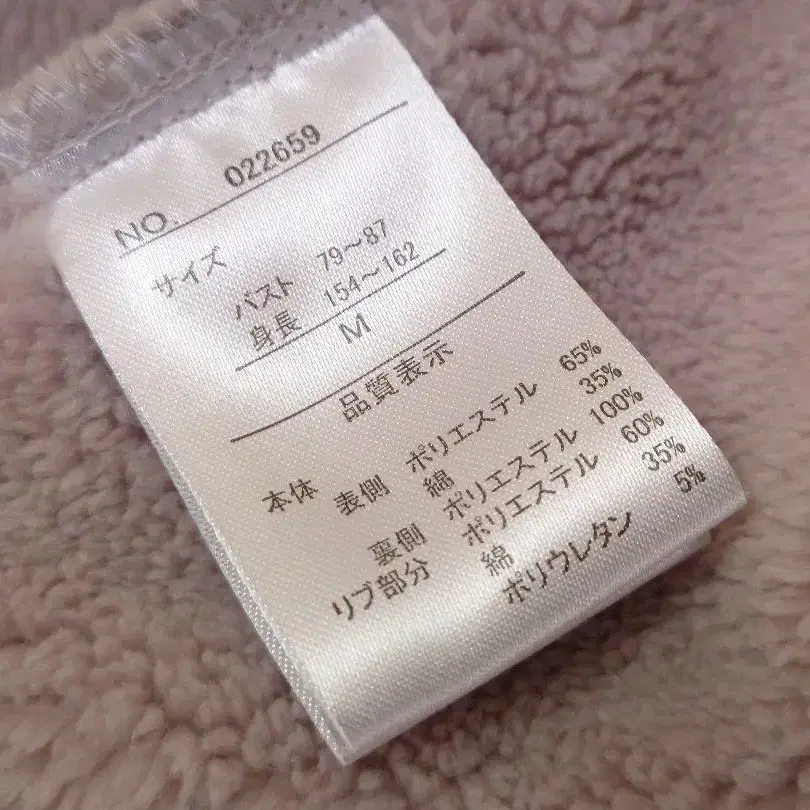 NO. 022659
サイズ
バスト 79～87
身長 154～162
M
品質表示
本体 表側 ポリエステル 65%
綿 35%
裏側 ポリエステル 100%
リブ部分 ポリエステル 60%
綿 35%
ポリウレタン 5%